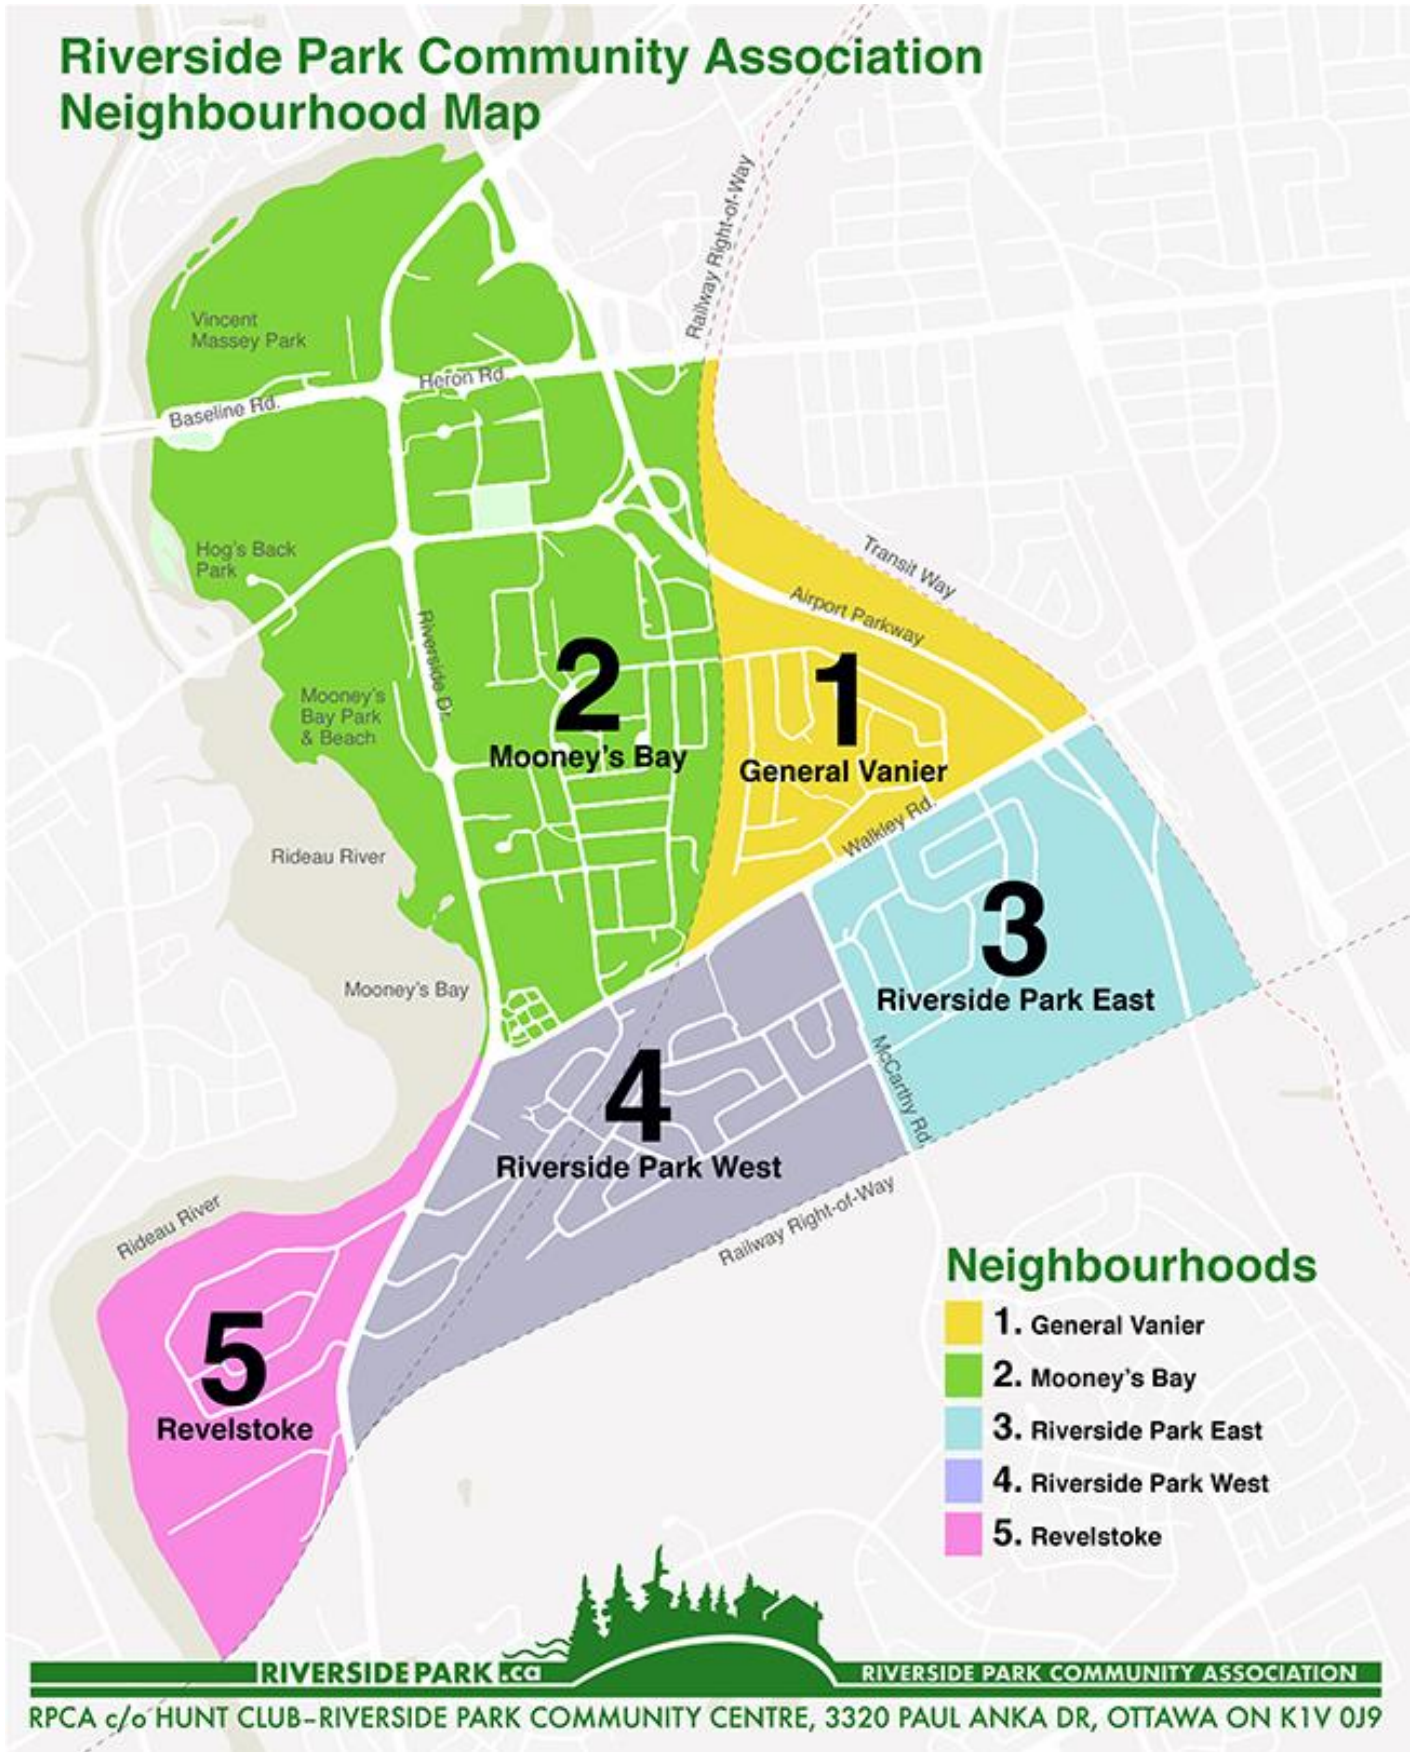 Riverside Park Community Association
Neighbourhood Map
Railway Right-of-Way
Vincent
Massey Park
Heron Rd.
Baseline Rd.
Hog's Back
Park
Transit Way
Airport Parkway
Riverside Dr.
2
Mooney's Bay
1
General Vanier
Mooney's
Bay Park
& Beach
Walkley Rd.
Rideau River
3
Riverside Park East
Mooney's Bay
McCarthy Rd.
4
Riverside Park West
Railway Right-of-Way
Rideau River
5
Revelstoke
Neighbourhoods
1. General Vanier
2. Mooney's Bay
3. Riverside Park East
4. Riverside Park West
5. Revelstoke
RIVERSIDE PARK .ca
RIVERSIDE PARK COMMUNITY ASSOCIATION
RPCA c/o HUNT CLUB–RIVERSIDE PARK COMMUNITY CENTRE, 3320 PAUL ANKA DR, OTTAWA ON K1V 0J9